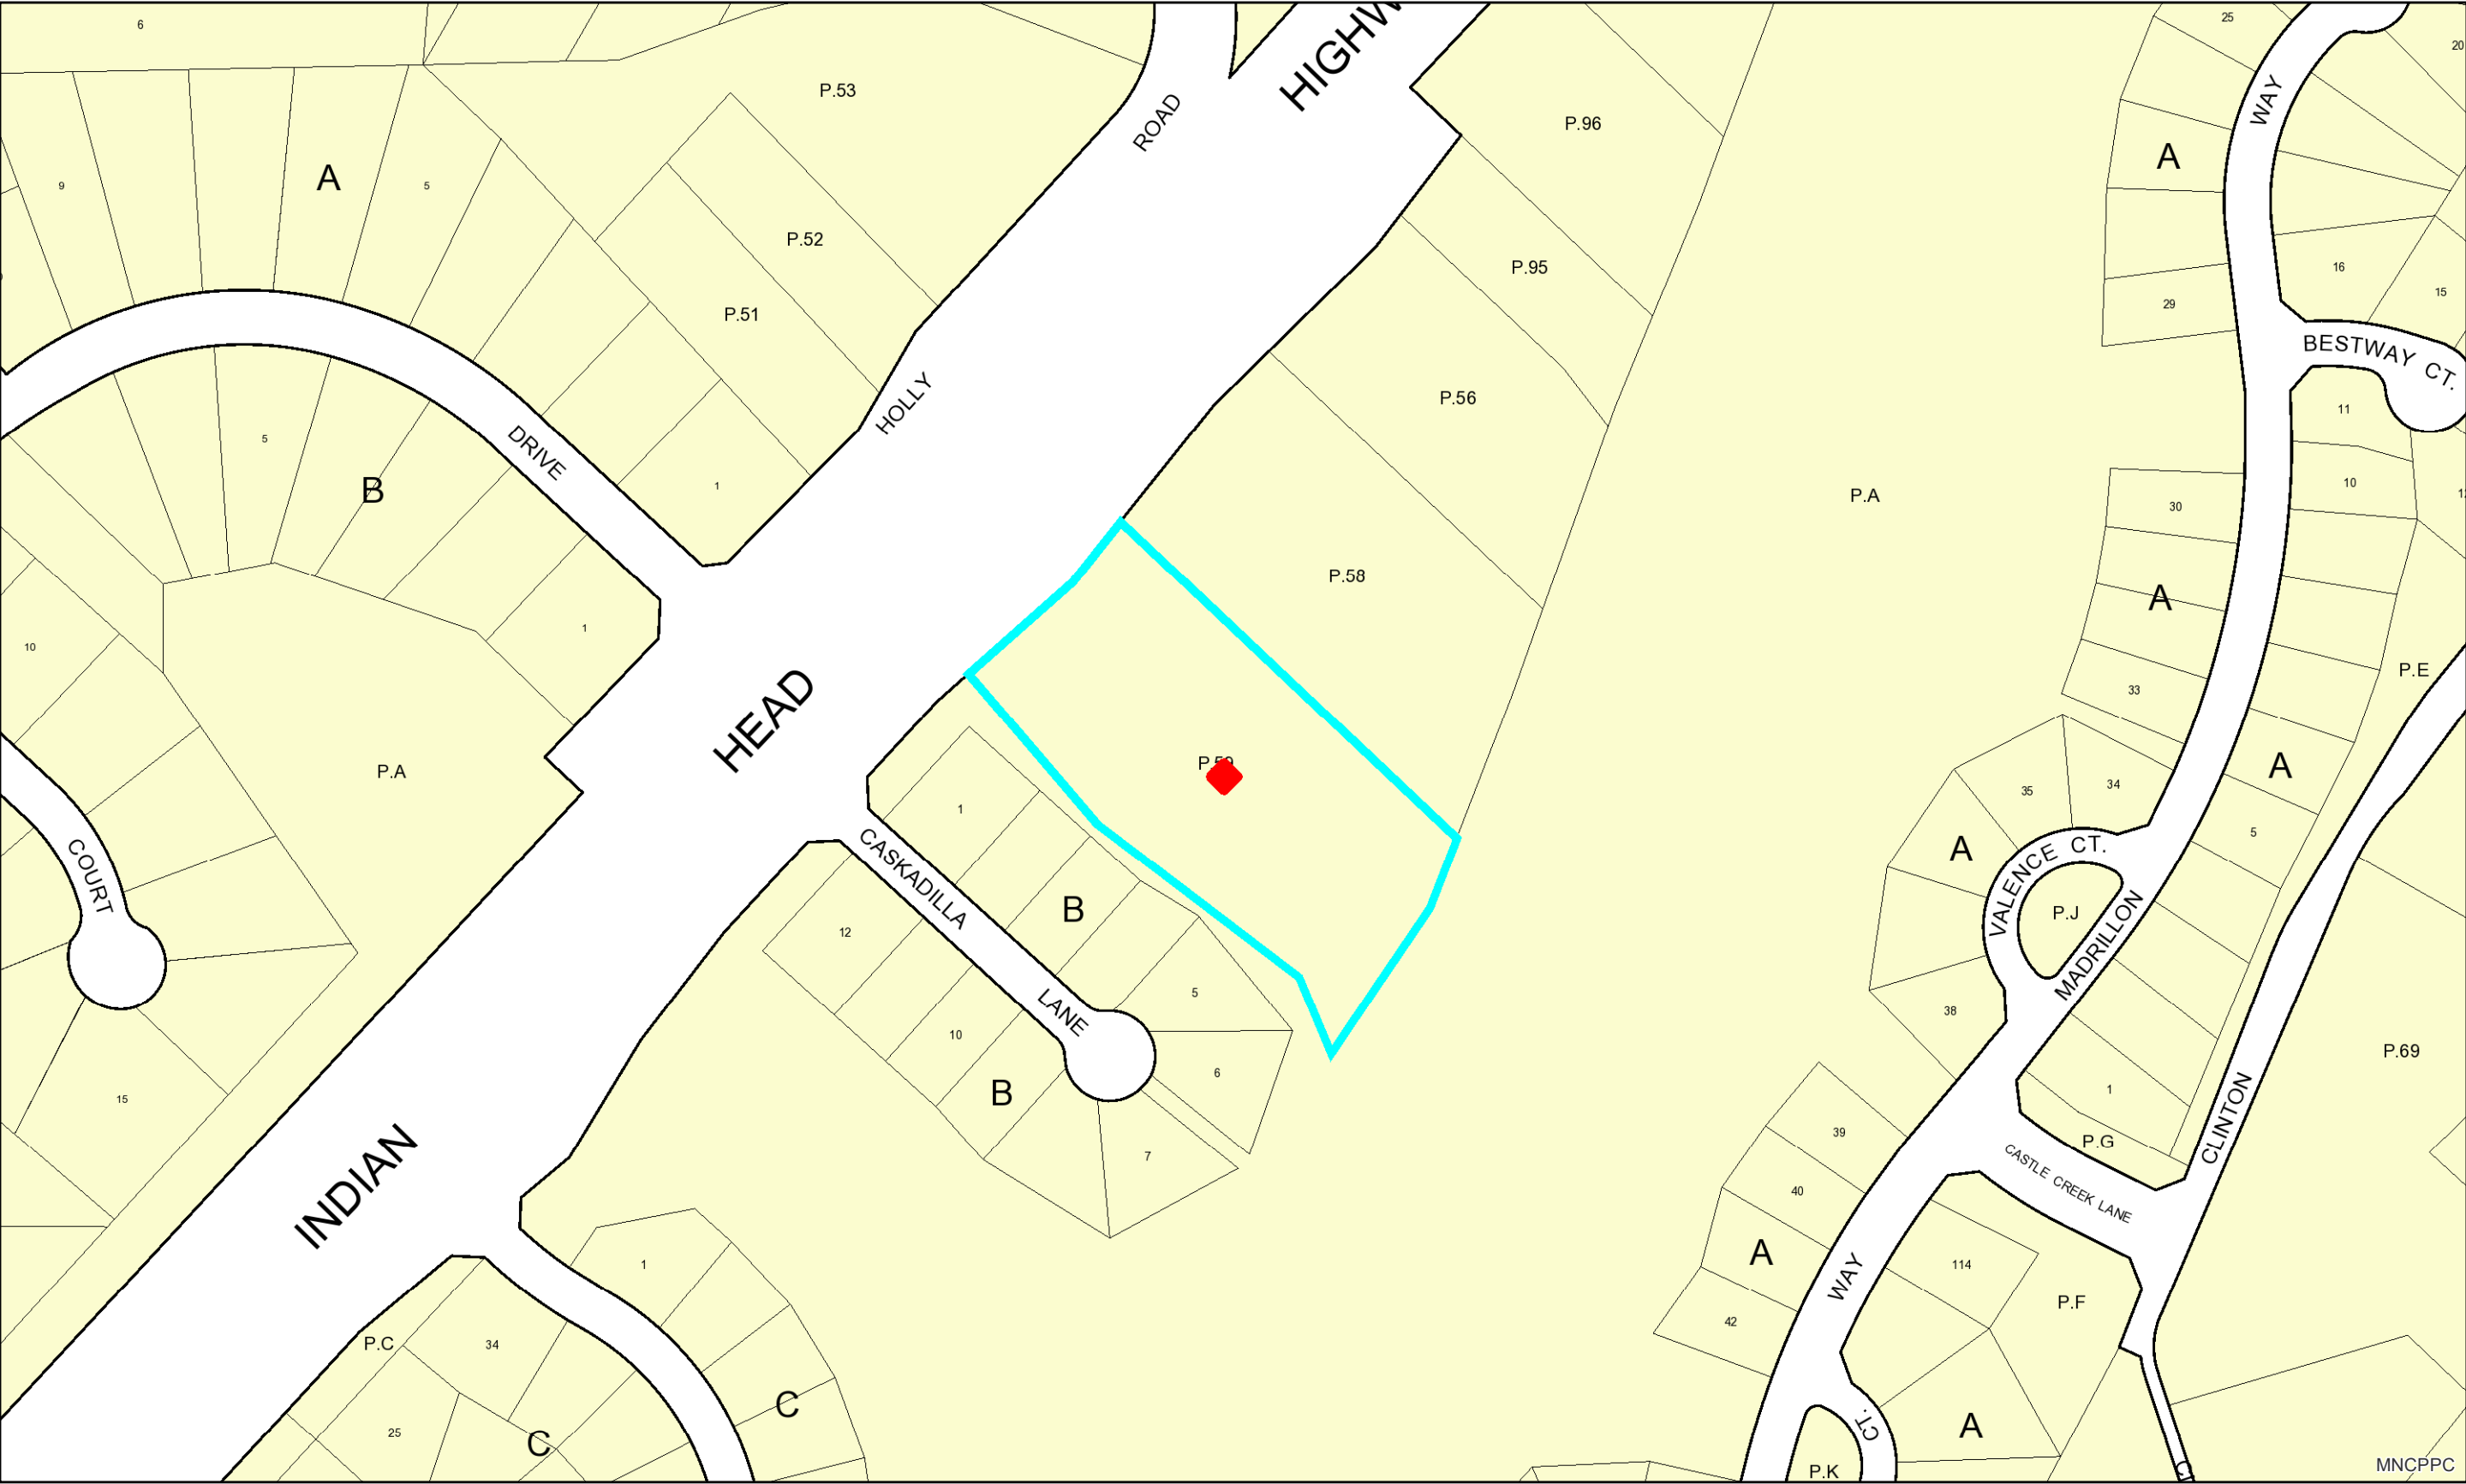 6
25
20
HIGHW
P.53
P.96
ROAD
WAY
A
A
9
5
P.52
P.95
16
15
29
P.51
BESTWAY CT.
HOLLY
P.56
11
5
DRIVE
B
1
10
P.A
30
P.58
A
1
10
P.E
33
HEAD
P.59
P.A
A
34
35
1
5
COURT
CASKADILLA
VALENCE CT.
A
B
P.J
12
MADRILLON
5
LANE
38
10
P.69
6
B
1
15
CLINTON
39
P.G
INDIAN
7
CASTLE CREEK LANE
40
A
1
114
WAY
P.F
42
P.C
34
C
CT.
A
25
C
P.K
MNCPPC